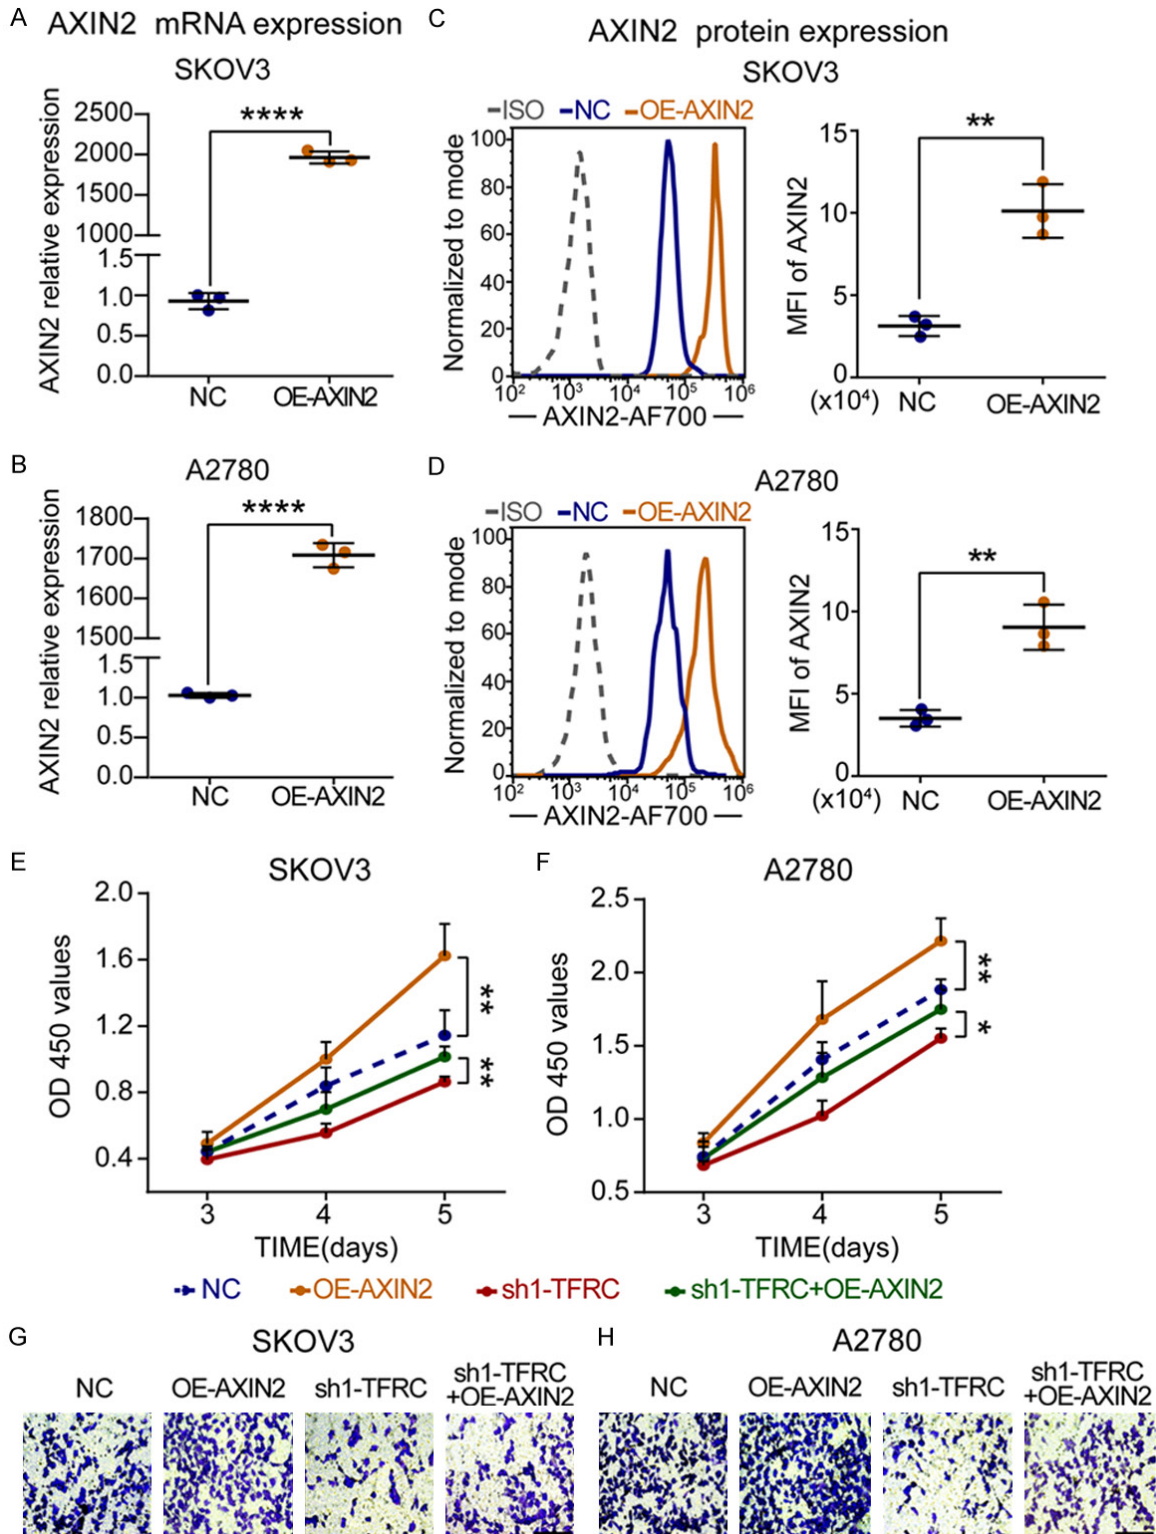 A
AXIN2 mRNA expression
SKOV3
AXIN2 relative expression
2500
2000
1500
1000
1.5
1.0
0.5
0.0
****
NC
OE-AXIN2
C
AXIN2 protein expression
SKOV3
ISO NC OE-AXIN2
Normalized to mode
100
80
60
40
20
0
10² 10³ 10⁴ 10⁵ 10⁶
AXIN2-AF700
MFI of AXIN2
15
10
5
0
**
(x10⁴)
NC
OE-AXIN2
B
A2780
AXIN2 relative expression
1800
1700
1600
1500
1.5
1.0
0.5
0.0
****
NC
OE-AXIN2
D
A2780
ISO NC OE-AXIN2
Normalized to mode
100
80
60
40
20
0
10² 10³ 10⁴ 10⁵ 10⁶
AXIN2-AF700
MFI of AXIN2
15
10
5
0
**
(x10⁴)
NC
OE-AXIN2
E
SKOV3
OD 450 values
2.0
1.6
1.2
0.8
0.4
**
**
3 4 5
TIME(days)
F
A2780
OD 450 values
2.5
2.0
1.5
1.0
0.5
***
*
3 4 5
TIME(days)
NC OE-AXIN2 sh1-TFRC sh1-TFRC+OE-AXIN2
G
SKOV3
NC
OE-AXIN2
sh1-TFRC
sh1-TFRC
+OE-AXIN2
H
A2780
NC
OE-AXIN2
sh1-TFRC
sh1-TFRC
+OE-AXIN2